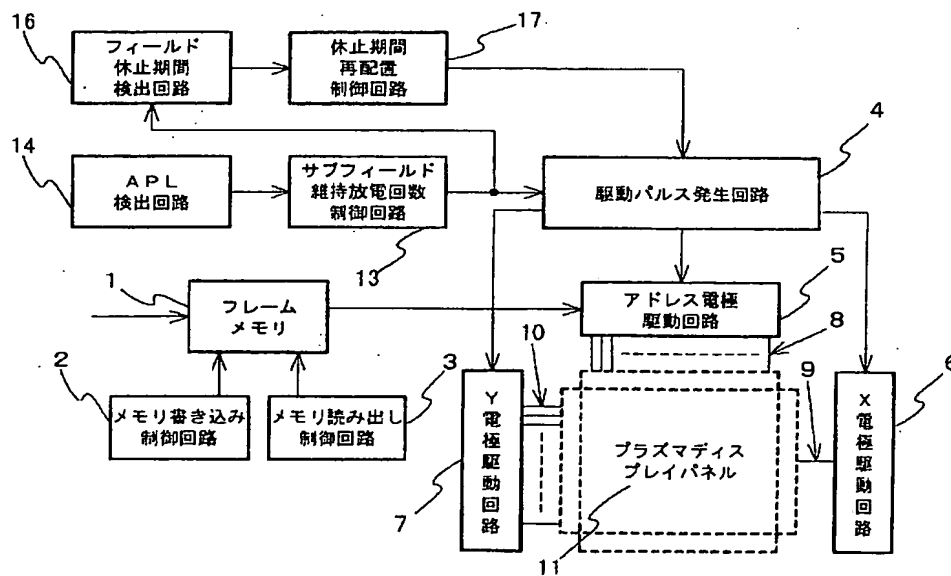 16
フィールド
休止期間
検出回路
休止期間
再配置
制御回路
17
14
APL
検出回路
サブフィールド
維持放電回数
制御回路
13
駆動パルス発生回路
4
1
フレーム
メモリ
アドレス電極
駆動回路
5
8
2
メモリ書き込み
制御回路
メモリ読み出し
制御回路
3
10
Y電極駆動回路
7
プラズマディス
プレイパネル
11
9
X電極駆動回路
6